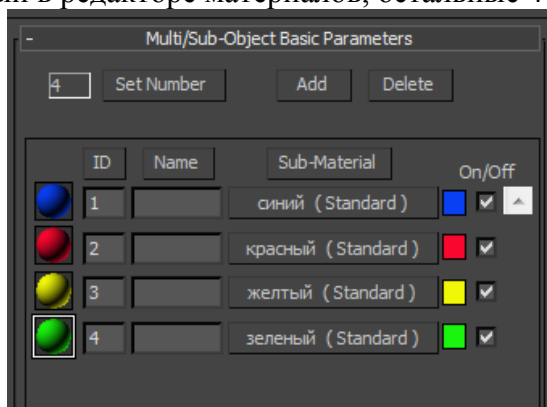 - Multi/Sub-Object Basic Parameters
4 Set Number Add Delete
ID Name Sub-Material On/Off
1 синий ( Standard )
2 красный ( Standard )
3 желтый ( Standard )
4 зеленый ( Standard )